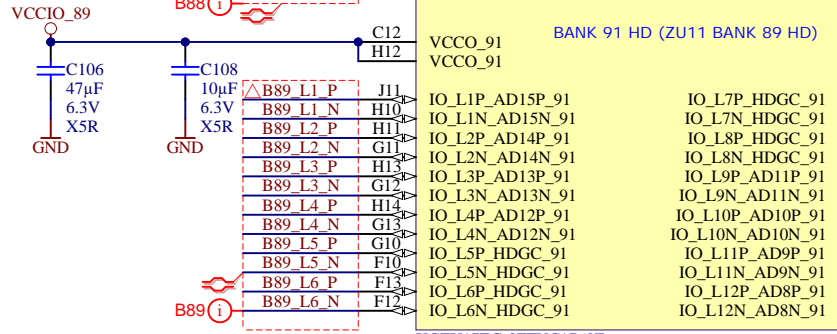 B88 i
VCCIO_89
C12 VCCO_91
BANK 91 HD (ZU11 BANK 89 HD)
H12 VCCO_91
C106
47µF
6.3V
X5R
GND
C108
10µF
6.3V
X5R
GND
B89_L1_P J11 IO_L1P_AD15P_91 IO_L7P_HDGC_91
B89_L1_N H10 IO_L1N_AD15N_91 IO_L7N_HDGC_91
B89_L2_P H11 IO_L2P_AD14P_91 IO_L8P_HDGC_91
B89_L2_N G11 IO_L2N_AD14N_91 IO_L8N_HDGC_91
B89_L3_P H13 IO_L3P_AD13P_91 IO_L9P_AD11P_91
B89_L3_N G12 IO_L3N_AD13N_91 IO_L9N_AD11N_91
B89_L4_P H14 IO_L4P_AD12P_91 IO_L10P_AD10P_91
B89_L4_N G13 IO_L4N_AD12N_91 IO_L10N_AD10N_91
B89_L5_P G10 IO_L5P_HDGC_91 IO_L11P_AD9P_91
B89_L5_N F10 IO_L5N_HDGC_91 IO_L11N_AD9N_91
B89_L6_P F13 IO_L6P_HDGC_91 IO_L12P_AD8P_91
B89_L6_N F12 IO_L6N_HDGC_91 IO_L12N_AD8N_91
B89 i